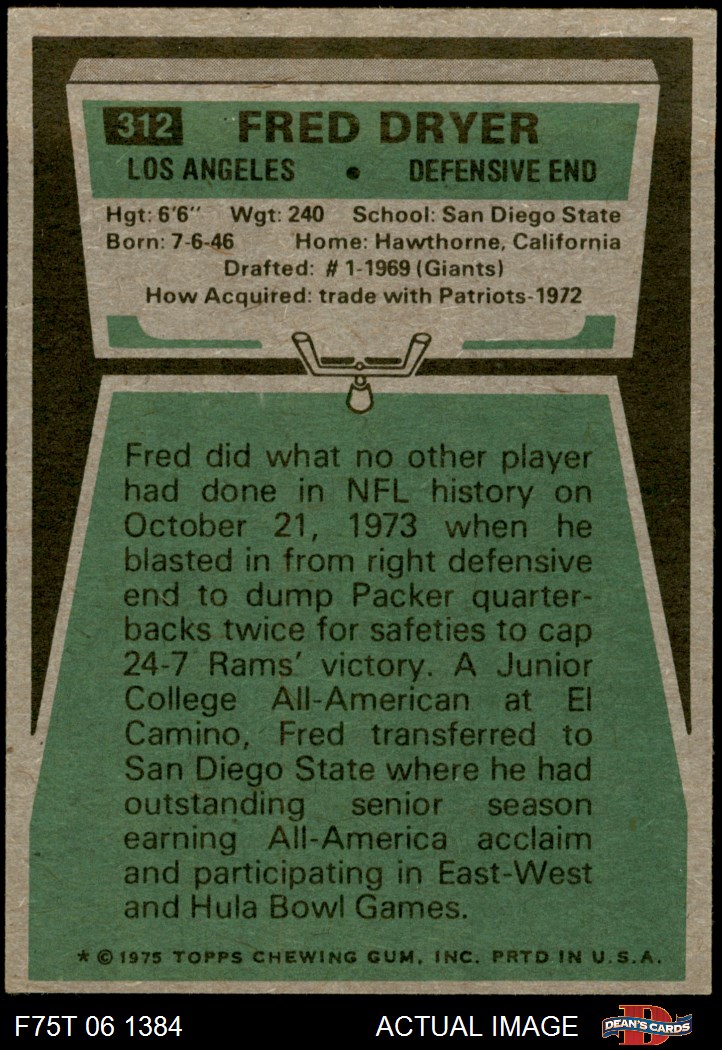 312 FRED DRYER
LOS ANGELES • DEFENSIVE END
Hgt: 6'6" Wgt: 240 School: San Diego State
Born: 7-6-46 Home: Hawthorne, California
Drafted: #1-1969 (Giants)
How Acquired: trade with Patriots-1972
Fred did what no other player
had done in NFL history on
October 21, 1973 when he
blasted in from right defensive
end to dump Packer quarter-
backs twice for safeties to cap
24-7 Rams' victory. A Junior
College All-American at El
Camino, Fred transferred to
San Diego State where he had
outstanding senior season
earning All-America acclaim
and participating in East-West
and Hula Bowl Games.
* © 1975 TOPPS CHEWING GUM, INC. PRTD IN U.S.A.
F75T 06 1384 ACTUAL IMAGE D DEAN'S CARDS